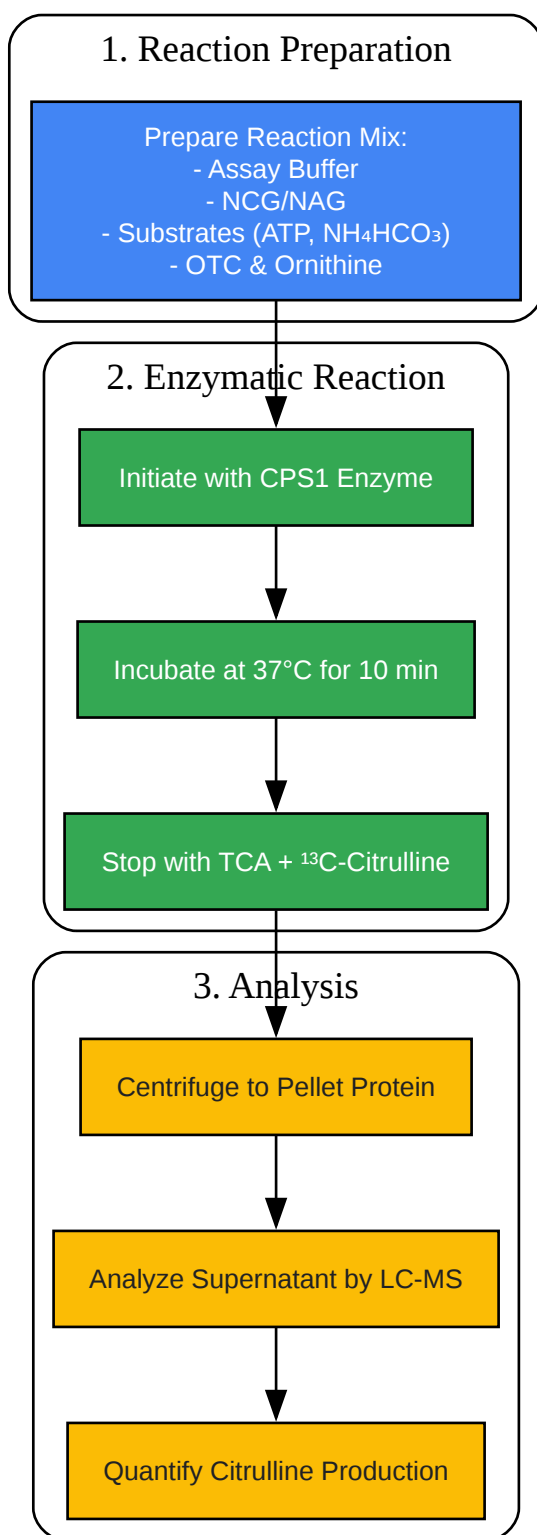 1. Reaction Preparation
Prepare Reaction Mix:
- Assay Buffer
- NCG/NAG
- Substrates (ATP, NH₄HCO₃)
- OTC & Ornithine
2. Enzymatic Reaction
Initiate with CPS1 Enzyme
Incubate at 37°C for 10 min
Stop with TCA + ¹³C-Citrulline
3. Analysis
Centrifuge to Pellet Protein
Analyze Supernatant by LC-MS
Quantify Citrulline Production